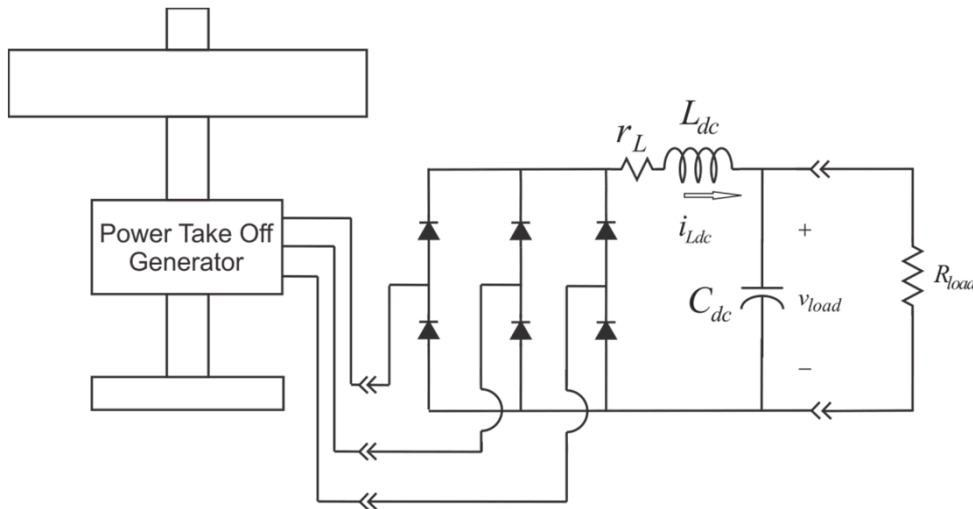 Power Take Off
Generator
r_L
L_dc
i_Ldc
+
C_dc
v_load
−
R_load